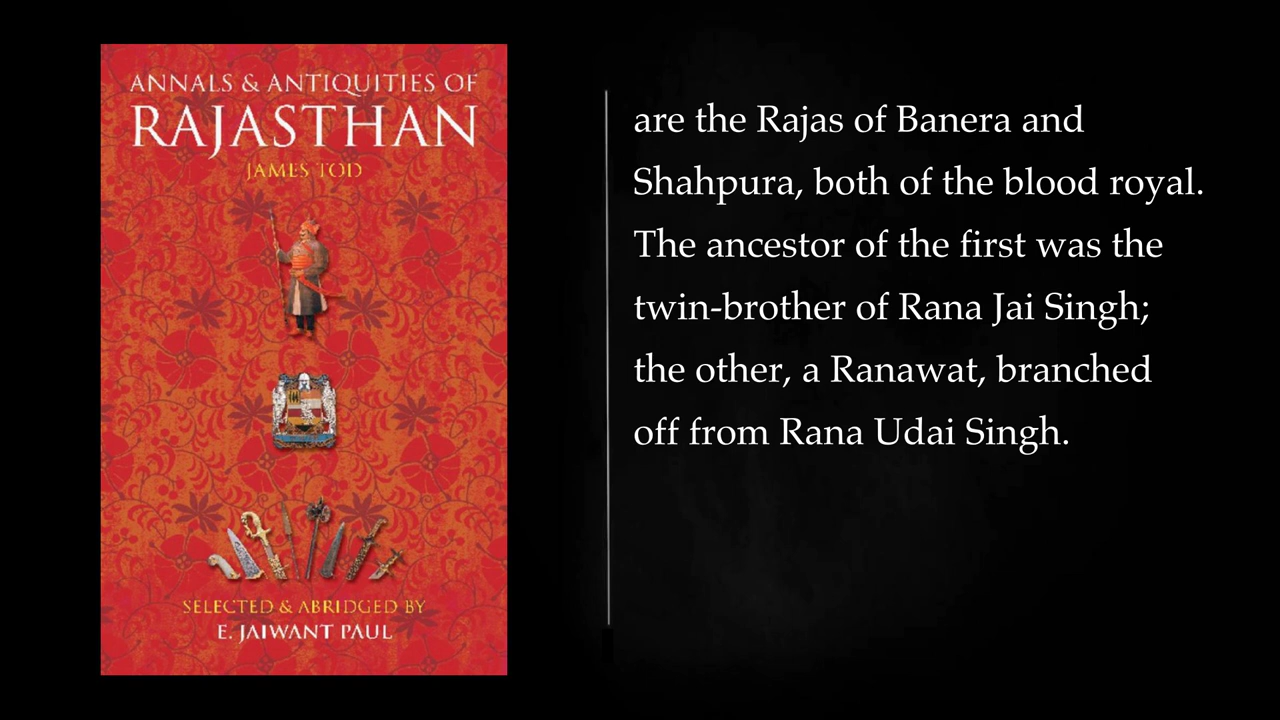 ANNALS & ANTIQUITIES OF
RAJASTHAN
JAMES TOD
SELECTED & ABRIDGED BY
E. JAIWANT PAUL
are the Rajas of Banera and
Shahpura, both of the blood royal.
The ancestor of the first was the
twin-brother of Rana Jai Singh;
the other, a Ranawat, branched
off from Rana Udai Singh.